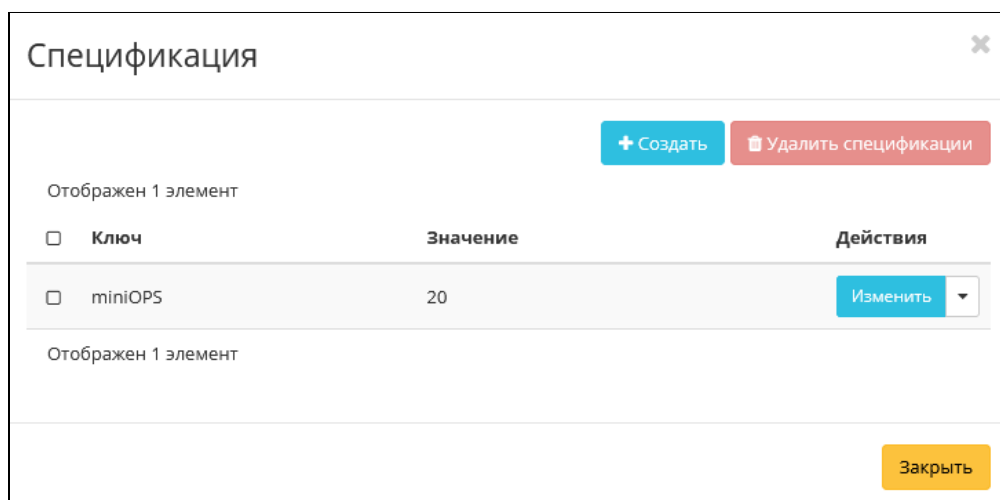 Спецификация
Создать Удалить спецификации
Отображен 1 элемент
Ключ Значение Действия
miniOPS 20 Изменить
Отображен 1 элемент
Закрыть